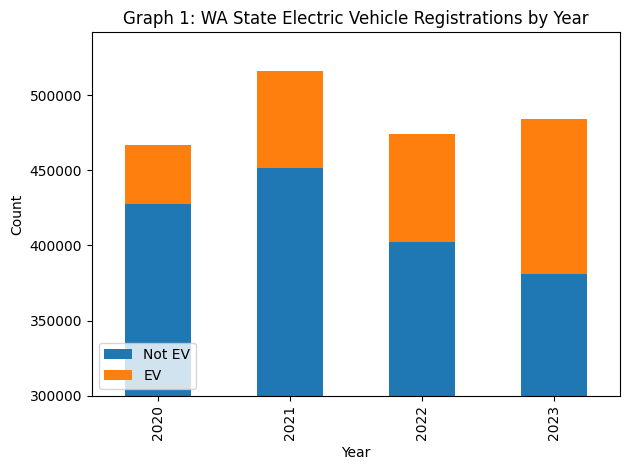 Graph 1: WA State Electric Vehicle Registrations by Year
Count
500000
450000
400000
350000
300000
Not EV
EV
2020
2021
2022
2023
Year